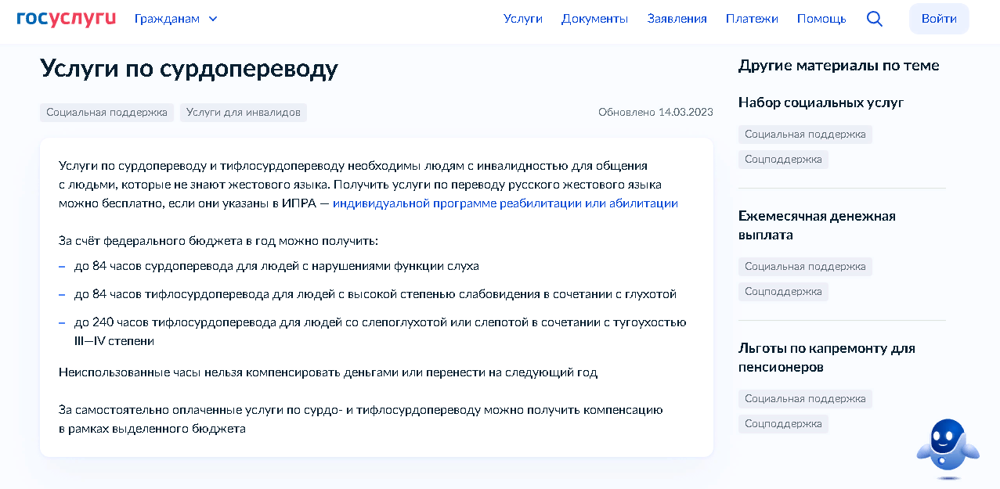 госуслуги
Гражданам
Услуги
Документы
Заявления
Платежи
Помощь
Войти
Услуги по сурдопереводу
Социальная поддержка
Услуги для инвалидов
Обновлено 14.03.2023
Услуги по сурдопереводу и тифлосурдопереводу необходимы людям с инвалидностью для общения
с людьми, которые не знают жестового языка. Получить услуги по переводу русского жестового языка
можно бесплатно, если они указаны в ИПРА — индивидуальной программе реабилитации или абилитации
За счёт федерального бюджета в год можно получить:
– до 84 часов сурдоперевода для людей с нарушениями функции слуха
– до 84 часов тифлосурдоперевода для людей с высокой степенью слабовидения в сочетании с глухотой
– до 240 часов тифлосурдоперевода для людей со слепоглухотой или слепотой в сочетании с тугоухостью
III—IV степени
Неиспользованные часы нельзя компенсировать деньгами или перенести на следующий год
За самостоятельно оплаченные услуги по сурдо- и тифлосурдопереводу можно получить компенсацию
в рамках выделенного бюджета
Другие материалы по теме
Набор социальных услуг
Социальная поддержка
Соцподдержка
Ежемесячная денежная
выплата
Социальная поддержка
Соцподдержка
Льготы по капремонту для
пенсионеров
Социальная поддержка
Соцподдержка